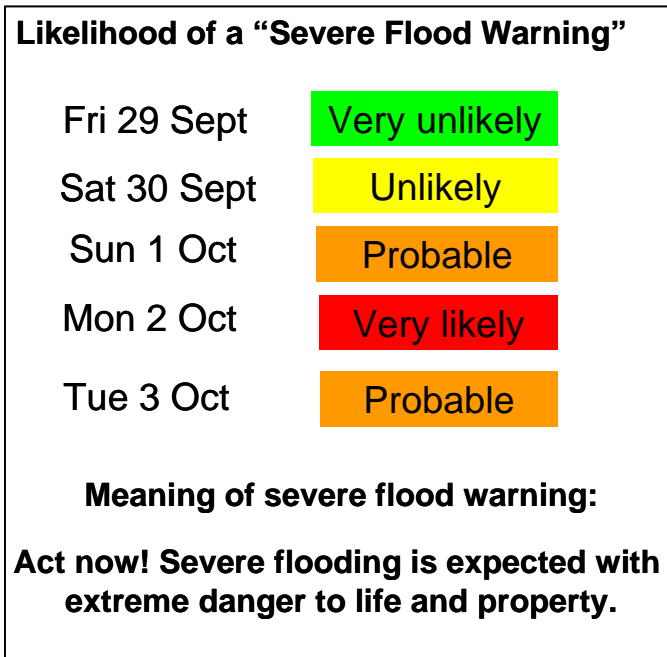 Likelihood of a “Severe Flood Warning”
Fri 29 Sept Very unlikely
Sat 30 Sept Unlikely
Sun 1 Oct Probable
Mon 2 Oct Very likely
Tue 3 Oct Probable
Meaning of severe flood warning:
Act now! Severe flooding is expected with
extreme danger to life and property.